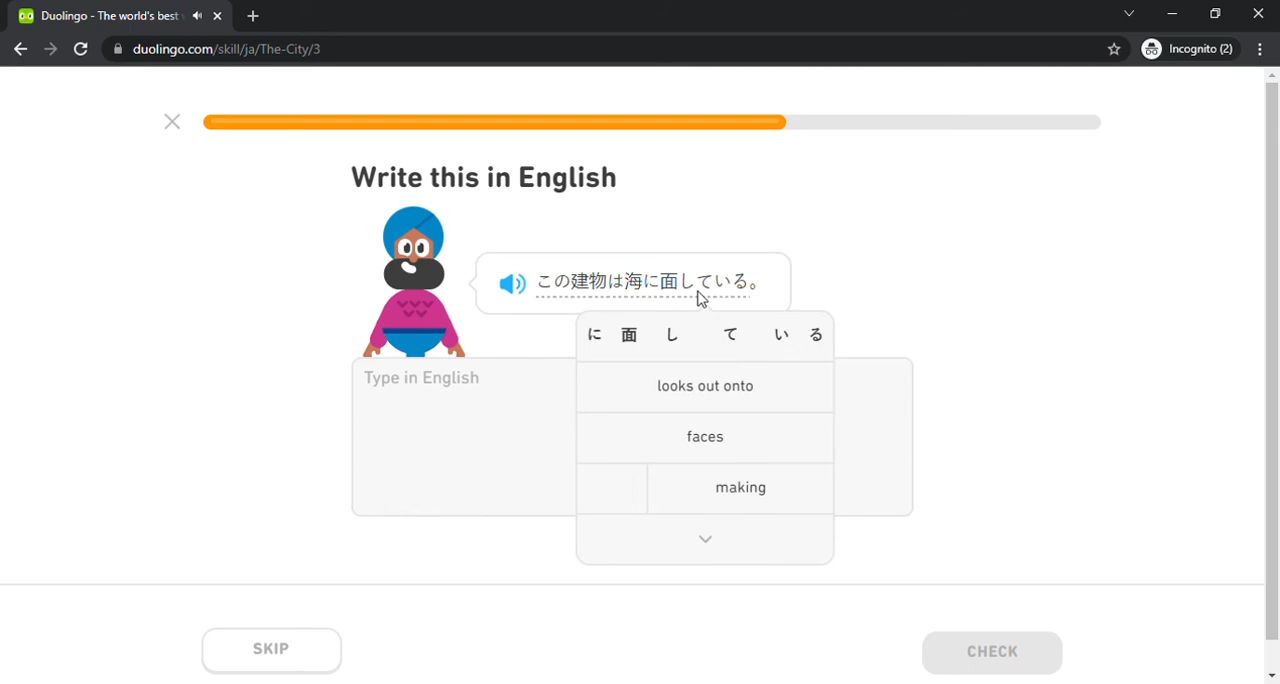 Duolingo - The world's best
duolingo.com/skill/ja/The-City/3
Incognito (2)
Write this in English
この建物は海に面している。
に 面 し て い る
Type in English
looks out onto
faces
making
SKIP
CHECK